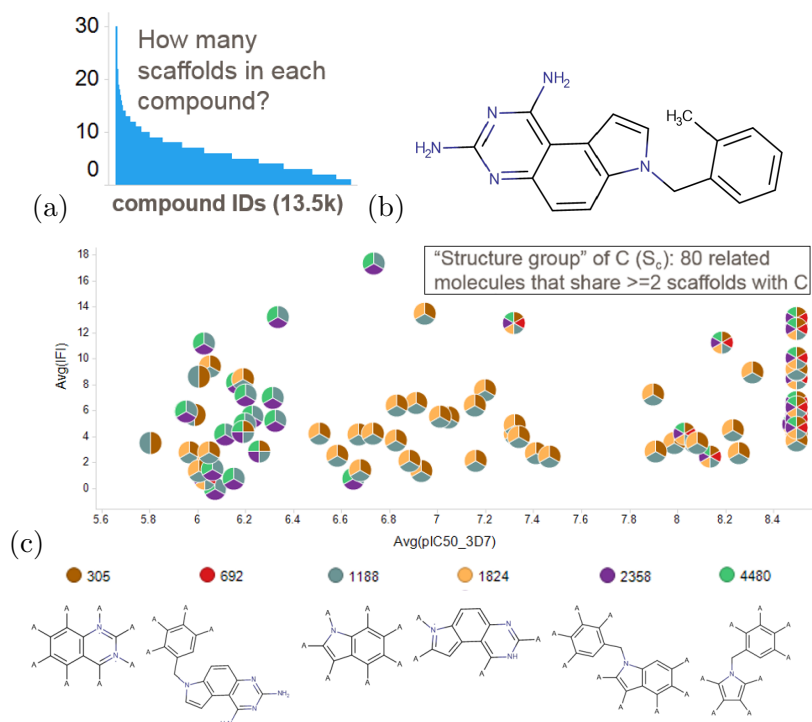 30
20
10
0
How many
scaffolds in each
compound?
compound IDs (13.5k)
(a)
NH₂
N
H₂N
N
H₃C
N
(b)
"Structure group" of C (Sc): 80 related
molecules that share >=2 scaffolds with C
18
16
14
12
10
8
6
4
2
0
Avg(IFI)
5.6 5.8 6 6.2 6.4 6.6 6.8 7 7.2 7.4 7.6 7.8 8 8.2 8.4
Avg(pIC50_3D7)
(c)
305 692 1188 1824 2358 4480
A A A A A A A N N
A A A N N N NH₂
A A A A A A N
A A A N N NH
A A A A A A A A N
A A A A A A N